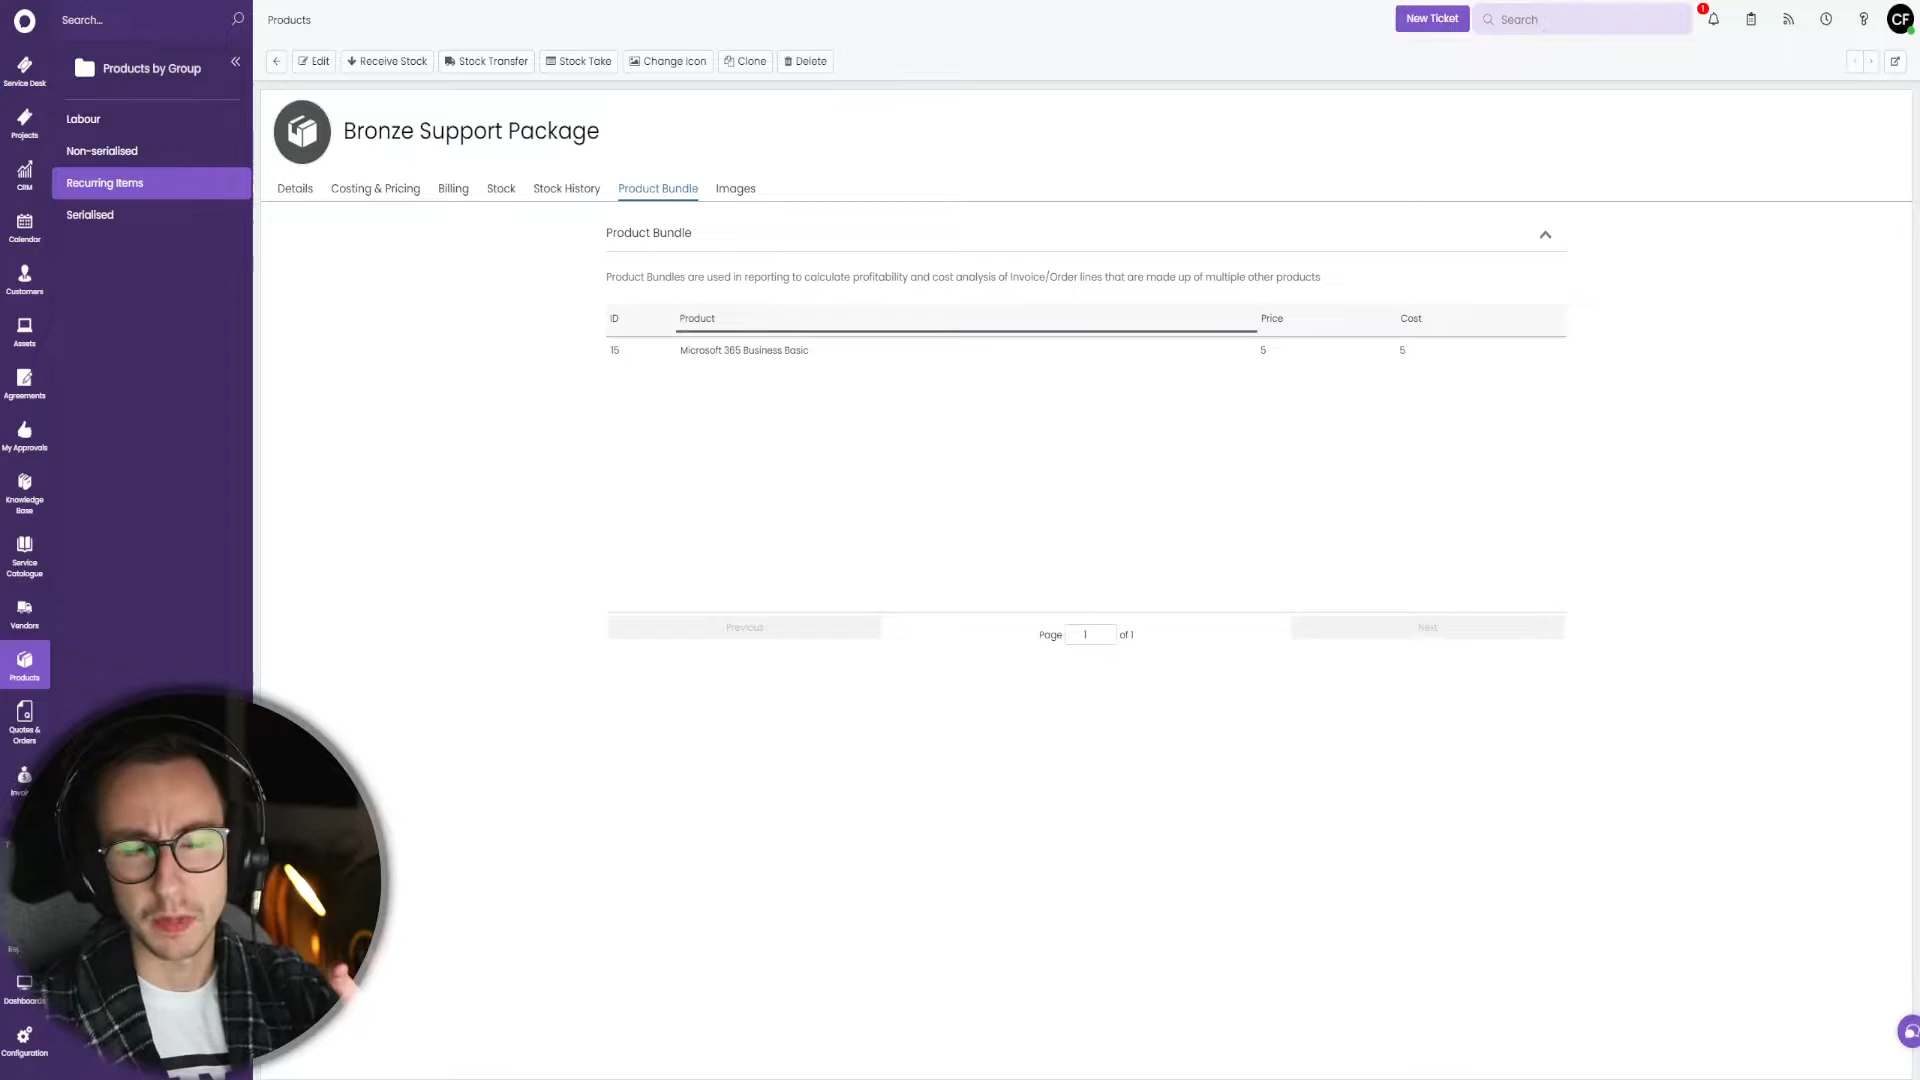 Search...
Products
New Ticket
Search
1
CF
Products by Group
Edit
Receive Stock
Stock Transfer
Stock Take
Change Icon
Clone
Delete
Service Desk
Projects
CRM
Calendar
Customers
Assets
Agreements
My Approvals
Knowledge
Base
Service
Catalogue
Vendors
Products
Quotes &
Orders
Dashboards
Configuration
Labour
Non-serialised
Recurring Items
Serialised
Bronze Support Package
Details
Costing & Pricing
Billing
Stock
Stock History
Product Bundle
Images
Product Bundle
Product Bundles are used in reporting to calculate profitability and cost analysis of Invoice/Order lines that are made up of multiple other products
ID Product Price Cost
15 Microsoft 365 Business Basic 5 5
Previous
Page 1 of 1
Next